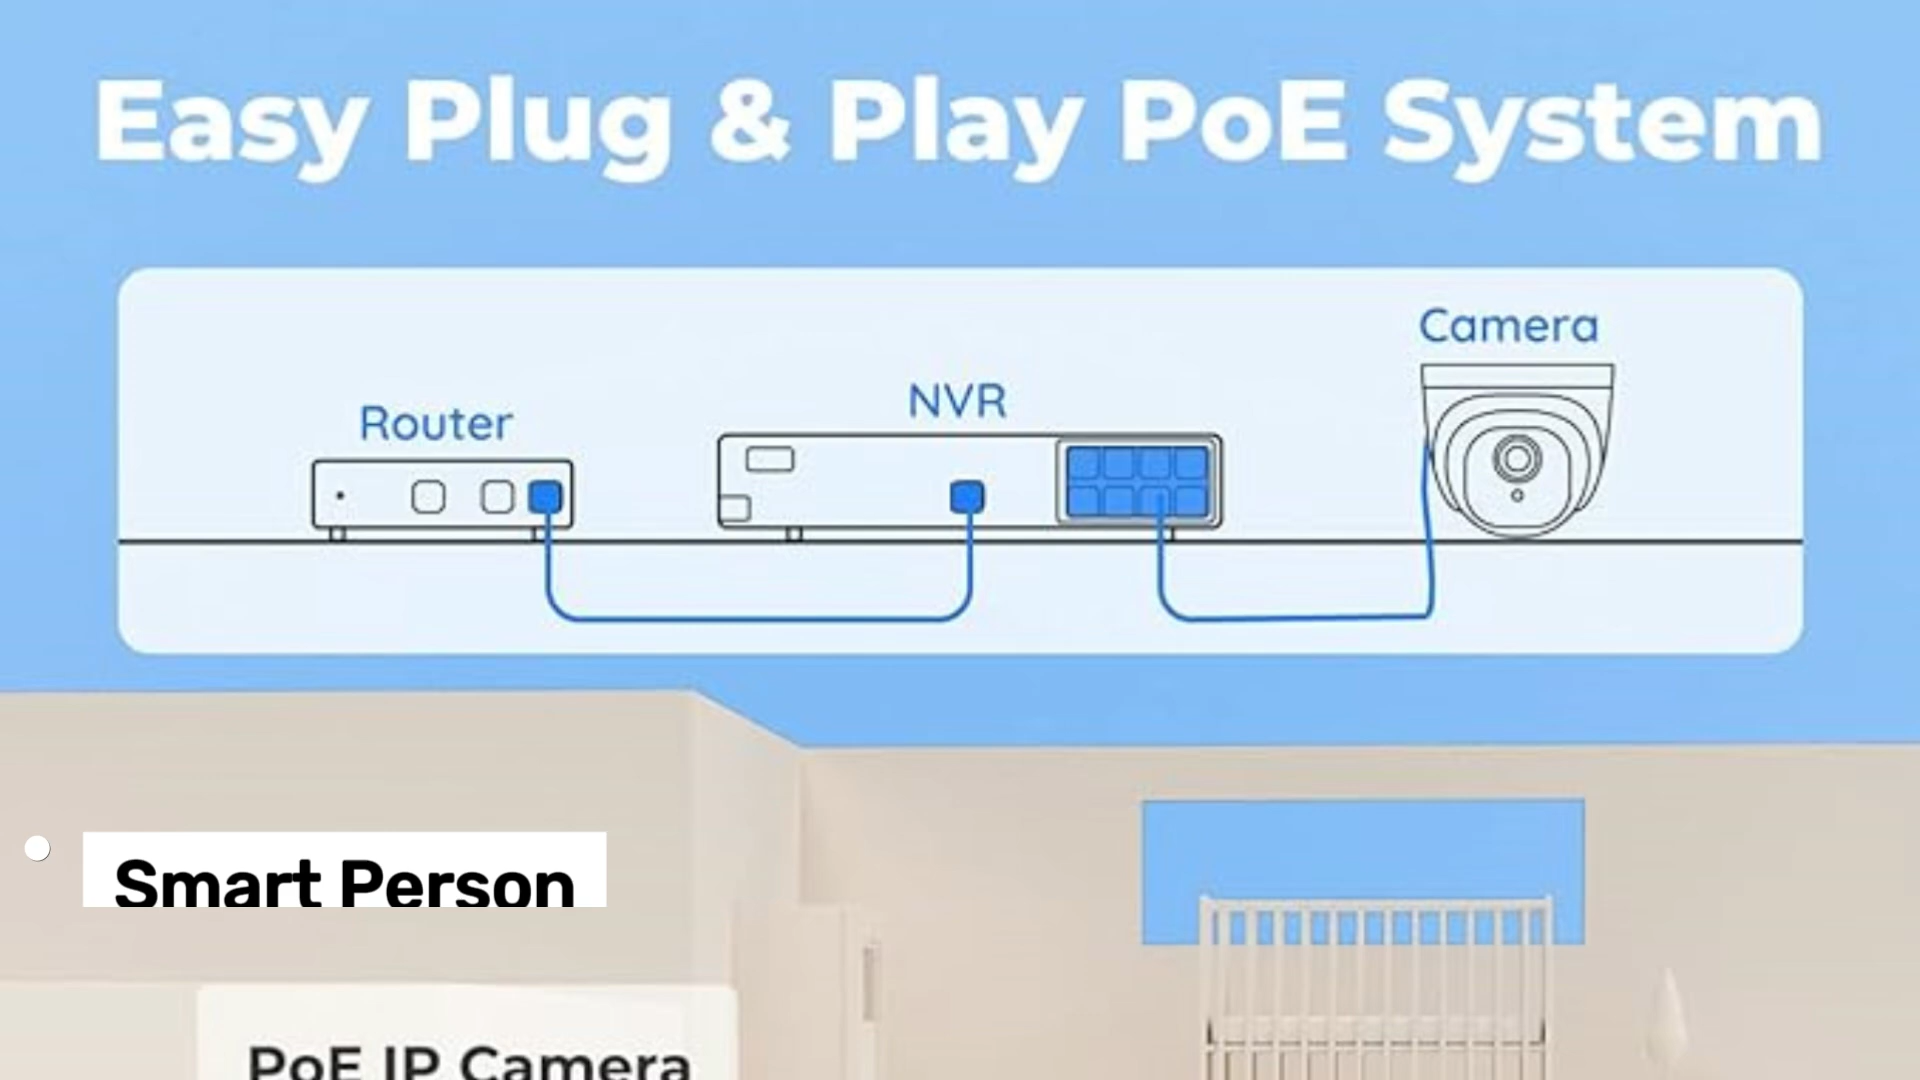 Easy Plug & Play PoE System
Camera
NVR
Router
Smart Person
PoE IP Camera